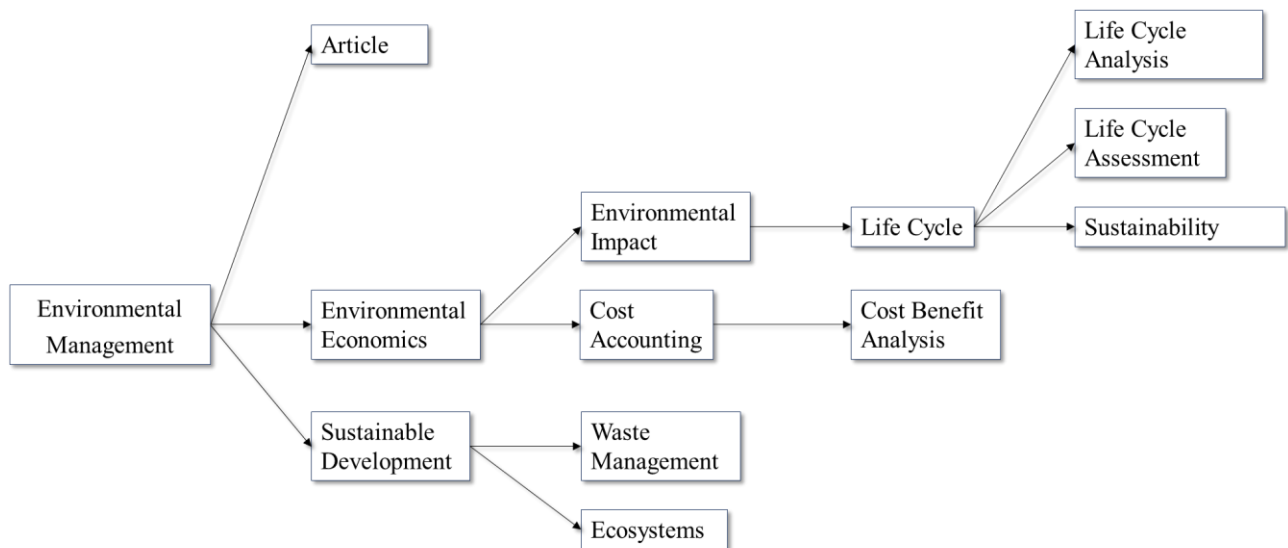 Article
Life Cycle
Analysis
Life Cycle
Assessment
Environmental
Impact
Life Cycle
Sustainability
Environmental
Management
Environmental
Economics
Cost
Accounting
Cost Benefit
Analysis
Sustainable
Development
Waste
Management
Ecosystems